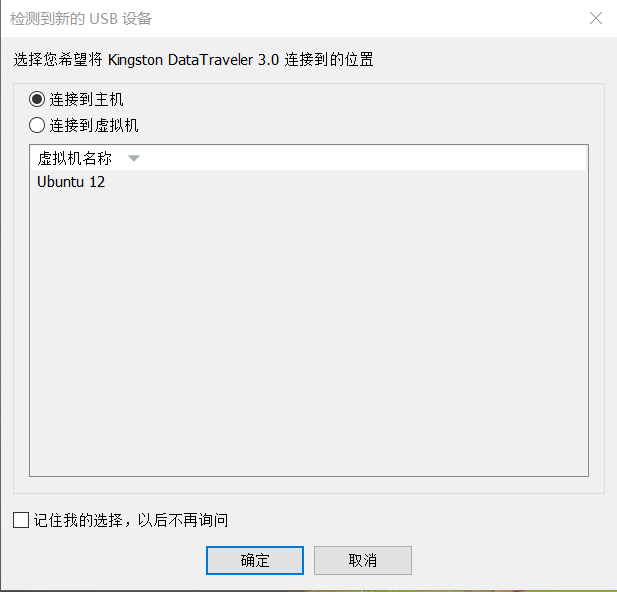 检测到新的 USB 设备
选择您希望将 Kingston DataTraveler 3.0 连接到的位置
连接到主机
连接到虚拟机
虚拟机名称
Ubuntu 12
记住我的选择，以后不再询问
确定
取消